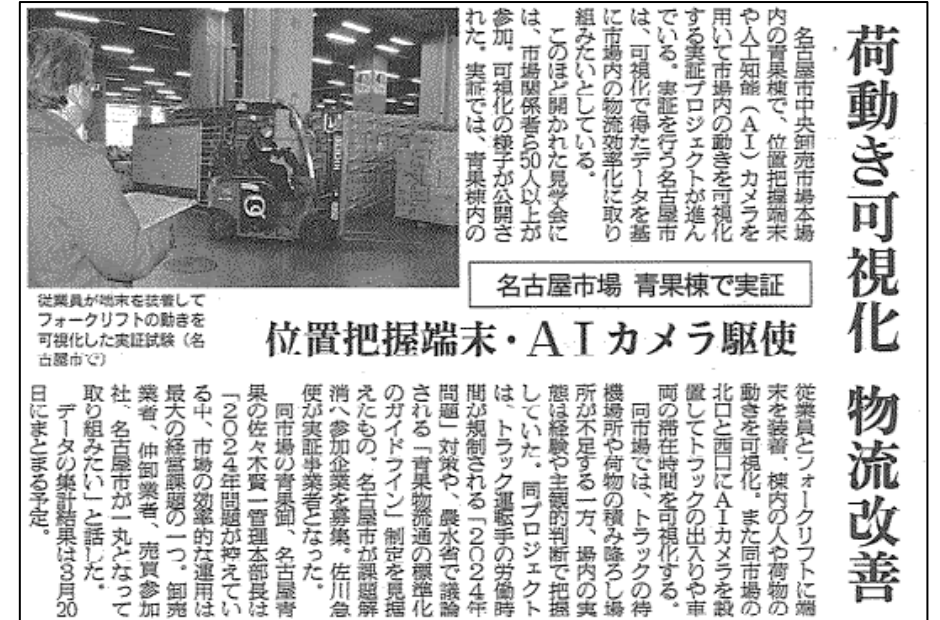 荷動き可視化 物流改善
名古屋市場 青果棟で実証
位置把握端末・AIカメラ駆使
名古屋市中央卸売市場本場
内の青果棟で、位置把握端末
や人工知能（AI）カメラを
用いて市場内の動きを可視化
する実証プロジェクトが進ん
でいる。実証を行う名古屋市
は、可視化で得たデータを基
に市場内の物流効率化に取り
組みたいとしている。
このほど開かれた見学会に
は、市場関係者ら50人以上が
参加。可視化の様子が公開さ
れた。実証では、青果棟内の
従業員とフォークリフトに端
末を装着、棟内の人や荷物の
動きを可視化。また同市場の
北口と西口にAIカメラを設
置してトラックの出入りや車
両の滞在時間を可視化する。
同市場では、トラックの待
機場所や荷物の積み降ろし場
所が不足する一方、場内の実
態は経験や主観的判断で把握
していた。同プロジェクト
は、トラック運転手の労働時
間が規制される「2024年
問題」対策や、農水省で議論
される「青果物流通の標準化
のガイドライン」制定を見据
えたもの。名古屋市が課題解
消へ参加企業を募集。佐川急
便が実証事業者となった。
同市場の青果卸、名古屋青
果の佐々木賢一管理本部長は
「2024年問題が控えてい
る中、市場の効率的な運用は
最大の経営課題の一つ。卸売
業者、仲卸業者、売買参加
社、名古屋市が一丸となって
取り組みたい」と話した。
データの集計結果は3月20
日にまとまる予定。
従業員が端末を装着して
フォークリフトの動きを
可視化した実証試験（名
古屋市で）